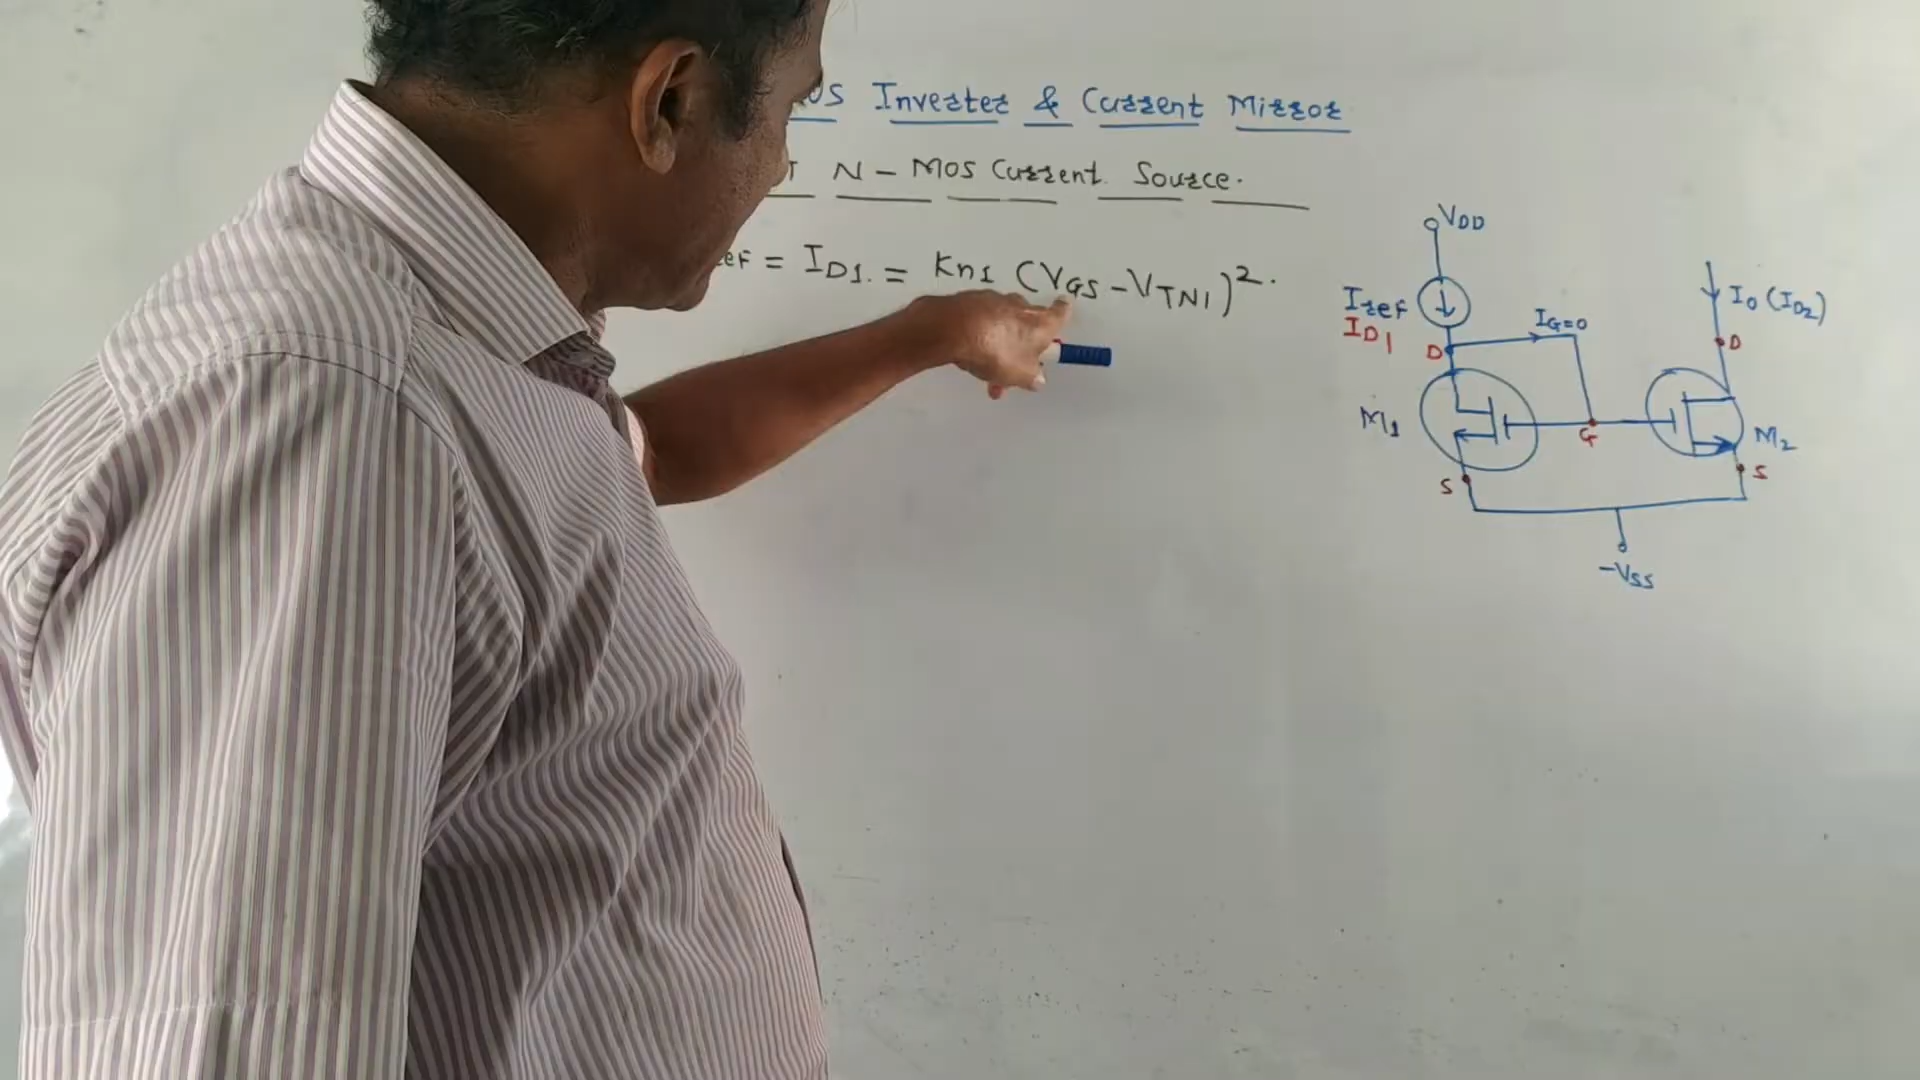 Inverter & Current Mirror
N - Mos Current Source.
= ID1. = Kn1 (VGS - VTN1)².
VDD
Iref
ID1
IG=0
Io (ID2)
D
D
M1
G
M2
S
S
-VSS